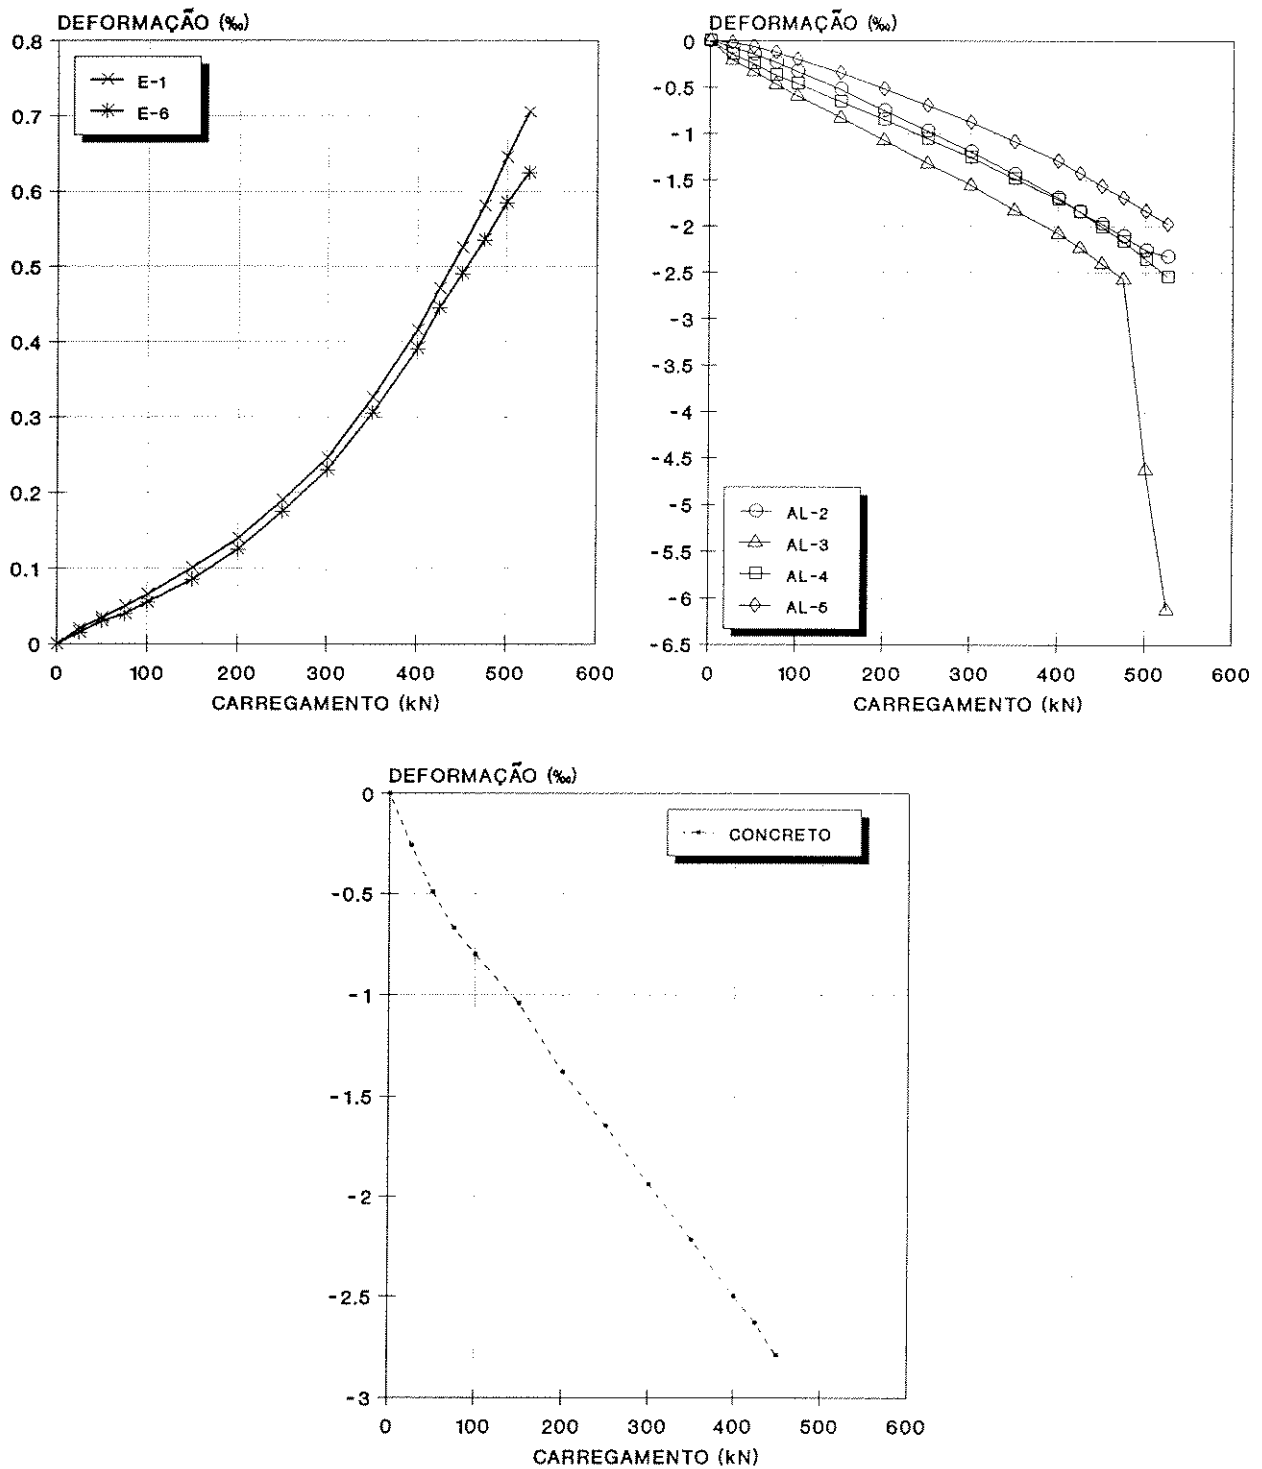 DEFORMAÇÃO (‰)
0.8
0.7
0.6
0.5
0.4
0.3
0.2
0.1
0
E-1
E-6
0 100 200 300 400 500 600
CARREGAMENTO (kN)
DEFORMAÇÃO (‰)
0
-0.5
-1
-1.5
-2
-2.5
-3
-3.5
-4
-4.5
-5
-5.5
-6
-6.5
AL-2
AL-3
AL-4
AL-5
0 100 200 300 400 500 600
CARREGAMENTO (kN)
DEFORMAÇÃO (‰)
0
-0.5
-1
-1.5
-2
-2.5
-3
CONCRETO
0 100 200 300 400 500 600
CARREGAMENTO (kN)